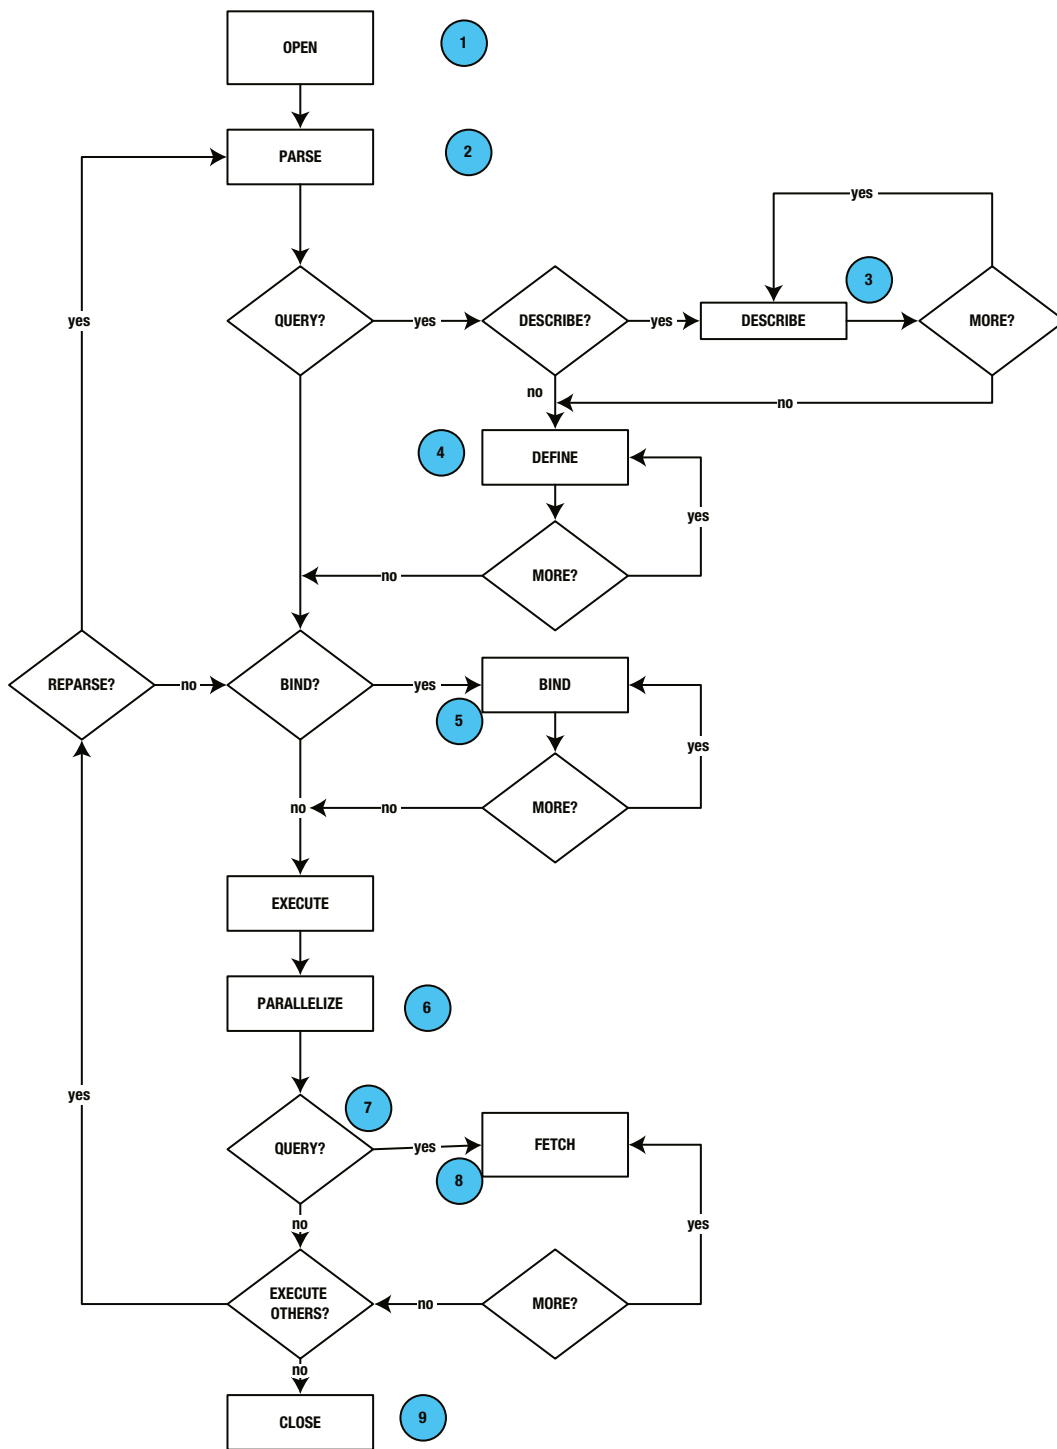 OPEN
1
PARSE
2
yes
3
yes
QUERY?
yes
DESCRIBE?
yes
DESCRIBE
MORE?
no
no
4
DEFINE
yes
no
MORE?
REPARSE?
no
BIND?
yes
BIND
5
yes
no
no
MORE?
EXECUTE
PARALLELIZE
6
yes
7
QUERY?
yes
FETCH
8
no
yes
EXECUTE
OTHERS?
no
MORE?
no
CLOSE
9